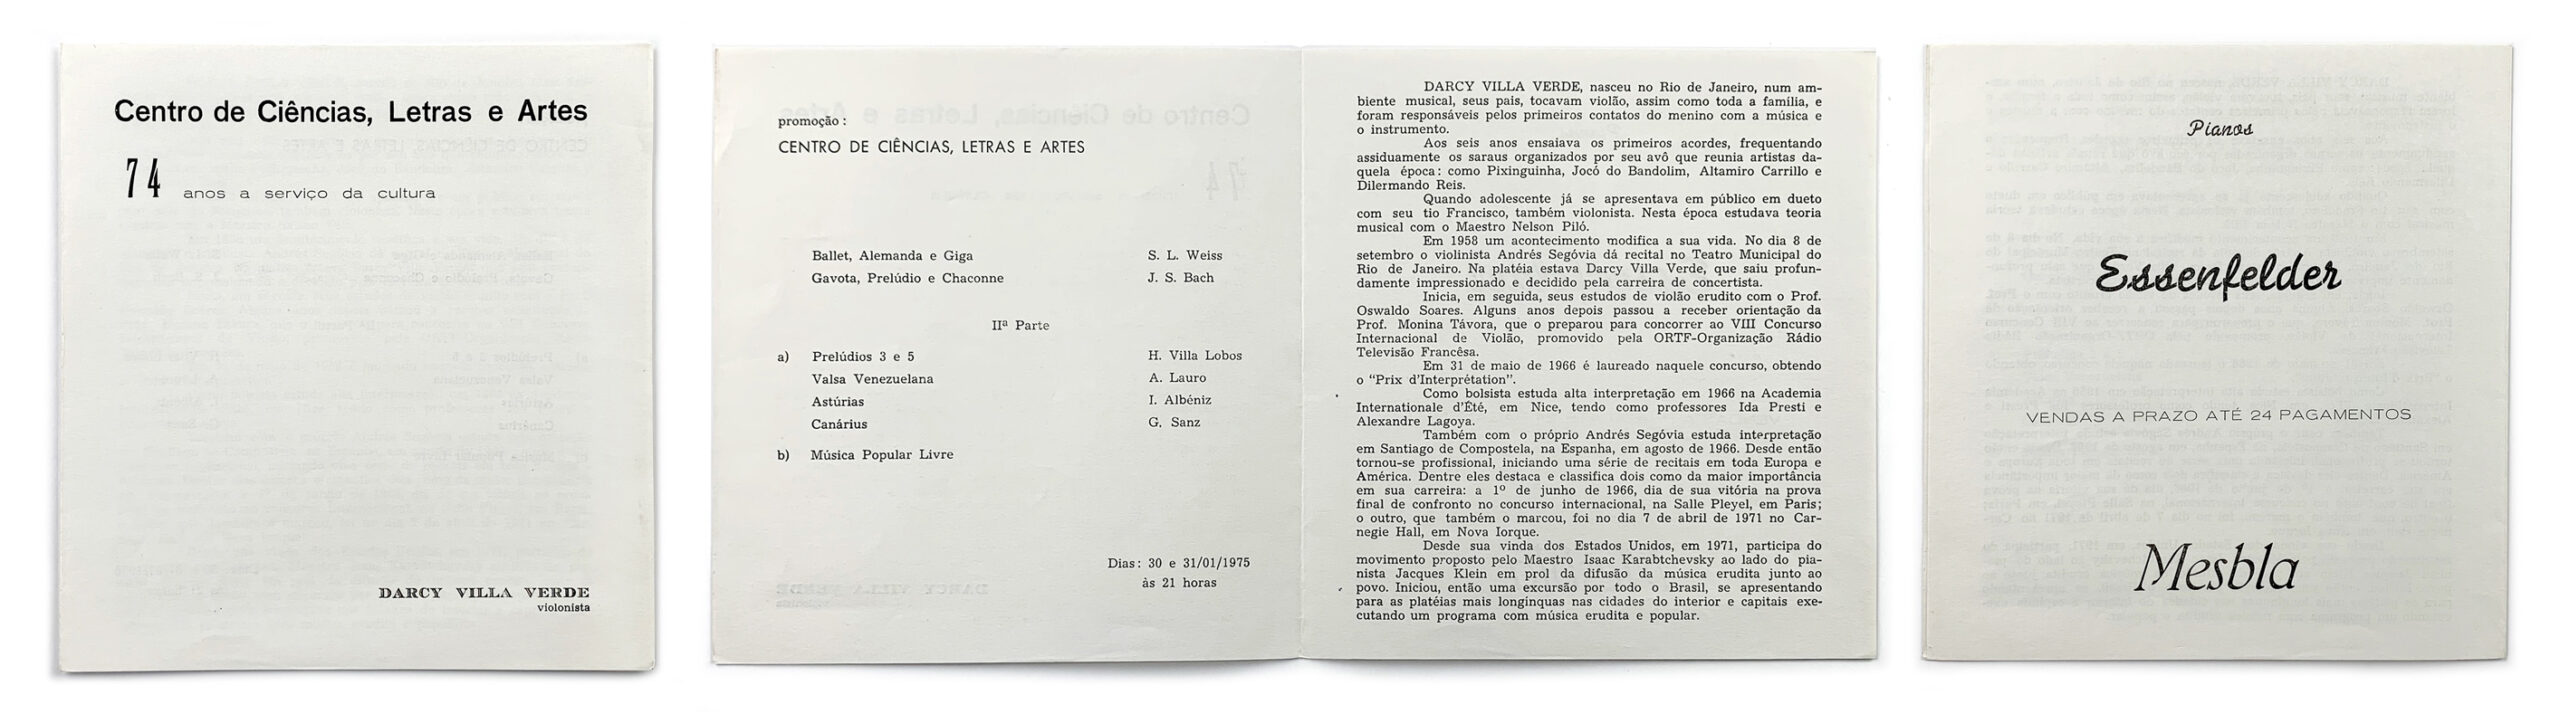 Centro de Ciências, Letras e Artes
74 anos a serviço da cultura
DARCY VILLA VERDE
violonista
promoção :
CENTRO DE CIÊNCIAS, LETRAS E ARTES
Ballet, Alemanda e Giga S. L. Weiss
Gavota, Prelúdio e Chaconne J. S. Bach
IIª Parte
a) Prelúdios 3 e 5 H. Villa Lobos
Valsa Venezuelana A. Lauro
Astúrias I. Albéniz
Canárius G. Sanz
b) Música Popular Livre
Dias: 30 e 31/01/1975
às 21 horas
DARCY VILLA VERDE, nasceu no Rio de Janeiro, num am-
biente musical, seus pais, tocavam violão, assim como toda a família, e
foram responsáveis pelos primeiros contatos do menino com a música e
o instrumento.
Aos seis anos ensaiava os primeiros acordes, frequentando
assiduamente os saraus organizados por seu avô que reunia artistas da-
quela época: como Pixinguinha, Jocó do Bandolim, Altamiro Carrillo e
Dilermando Reis.
Quando adolescente já se apresentava em público em dueto
com seu tio Francisco, também violonista. Nesta época estudava teoria
musical com o Maestro Nelson Piló.
Em 1958 um acontecimento modifica a sua vida. No dia 8 de
setembro o violinista Andrés Segóvia dá recital no Teatro Municipal do
Rio de Janeiro. Na platéia estava Darcy Villa Verde, que saiu profun-
damente impressionado e decidido pela carreira de concertista.
Inicia, em seguida, seus estudos de violão erudito com o Prof.
Oswaldo Soares. Alguns anos depois passou a receber orientação da
Prof. Monina Távora, que o preparou para concorrer ao VIII Concurso
Internacional de Violão, promovido pela ORTF-Organização Rádio
Televisão Francêsa.
Em 31 de maio de 1966 é laureado naquele concurso, obtendo
o "Prix d'Interprétation".
Como bolsista estuda alta interpretação em 1966 na Academia
Internationale d'Été, em Nice, tendo como professores Ida Presti e
Alexandre Lagoya.
Também com o próprio Andrés Segóvia estuda interpretação
em Santiago de Compostela, na Espanha, em agosto de 1966. Desde então
tornou-se profissional, iniciando uma série de recitais em toda Europa e
América. Dentre eles destaca e classifica dois como da maior importância
em sua carreira: a 1º de junho de 1966, dia de sua vitória na prova
final de confronto no concurso internacional, na Salle Pleyel, em Paris;
o outro, que também o marcou, foi no dia 7 de abril de 1971 no Car-
negie Hall, em Nova Iorque.
Desde sua vinda dos Estados Unidos, em 1971, participa do
movimento proposto pelo Maestro Isaac Karabtchevsky ao lado do pia-
nista Jacques Klein em prol da difusão da música erudita junto ao
povo. Iniciou, então uma excursão por todo o Brasil, se apresentando
para as platéias mais longínquas nas cidades do interior e capitais exe-
cutando um programa com música erudita e popular.
Pianos
Essenfelder
VENDAS A PRAZO ATÉ 24 PAGAMENTOS
Mesbla